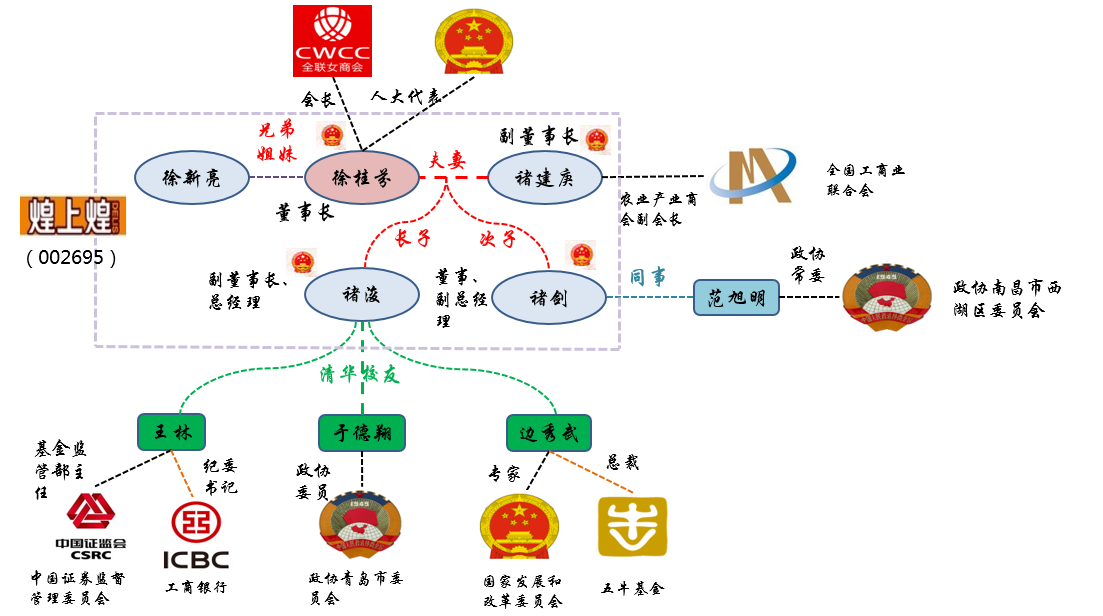 CWCC
全联女商会
会长
人大代表
兄弟
姐妹
夫妻
副董事长
徐新亮
徐桂芬
褚建庚
董事长
农业产业商
会副会长
全国工商业
联合会
煌上煌
DELUS
（002695）
长子
次子
副董事长、
总经理
褚浚
董事、
副总经
理
褚剑
同事
范旭明
政协
常委
1949
政协南昌市西
湖区委员会
清华校友
王林
于德翔
边秀武
基金监
管部主
任
纪委
书记
政协
委员
专家
总裁
中国证监会
CSRC
ICBC
1949
中国证券监督
管理委员会
工商银行
政协青岛市委
员会
国家发展和
改革委员会
五牛基金